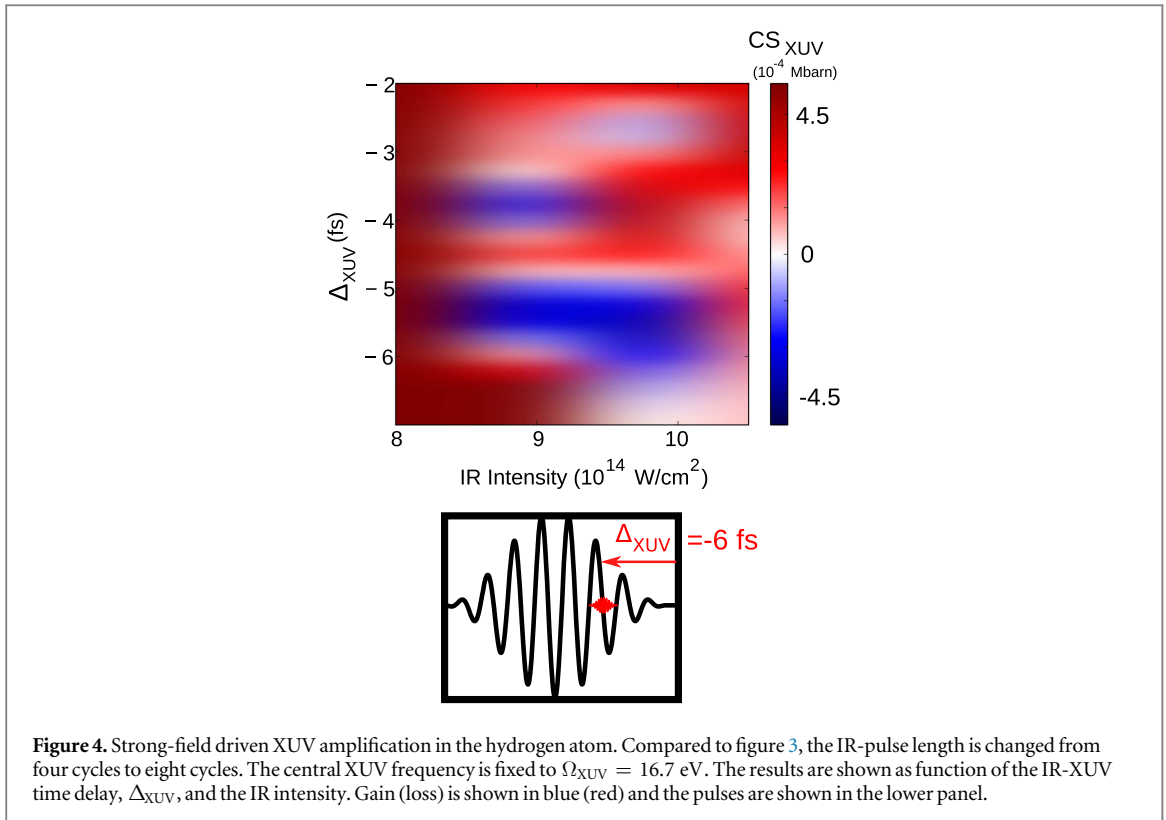 CS XUV
(10^-4 Mbarn)
− 2
− 3
− 4
− 5
− 6
Δ_XUV (fs)
4.5
0
-4.5
8 9 10
IR Intensity (10^14 W/cm^2)
Δ_XUV =-6 fs
Figure 4. Strong-field driven XUV amplification in the hydrogen atom. Compared to figure 3, the IR-pulse length is changed from
four cycles to eight cycles. The central XUV frequency is fixed to Ω_XUV = 16.7 eV. The results are shown as function of the IR-XUV
time delay, Δ_XUV, and the IR intensity. Gain (loss) is shown in blue (red) and the pulses are shown in the lower panel.